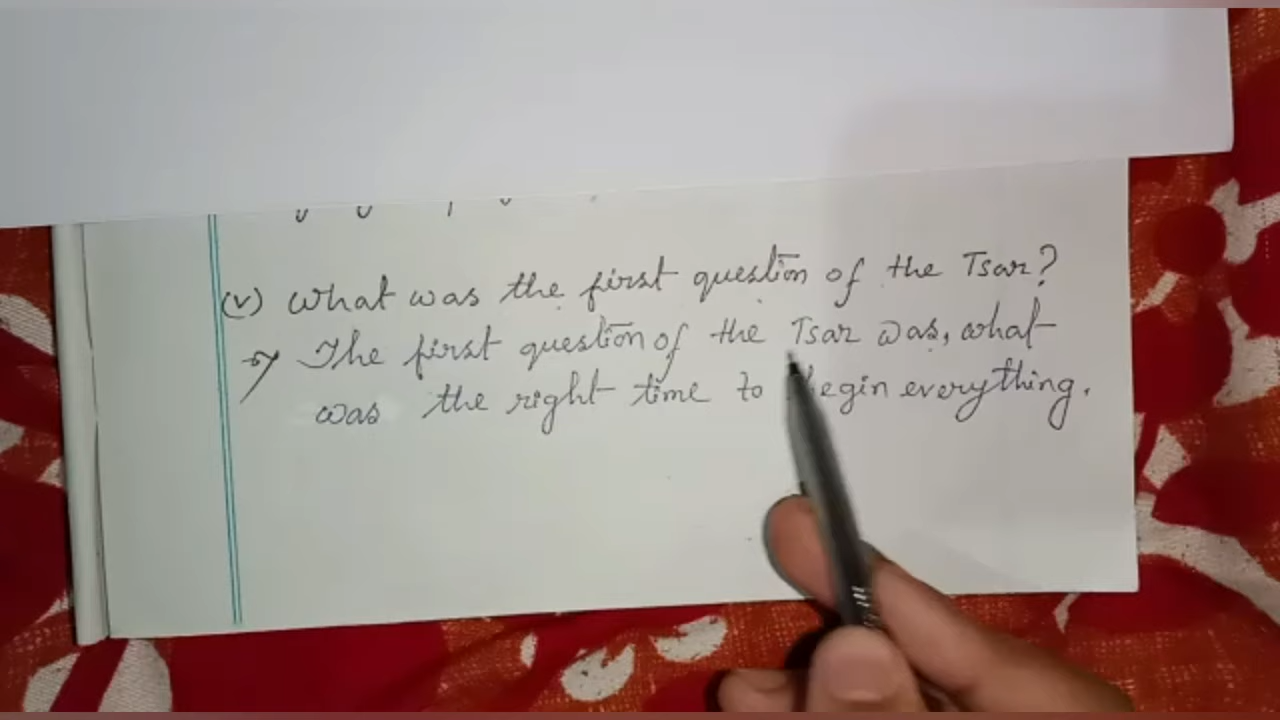 (v) What was the first question of the Tsar?
The first question of the Tsar was, what
was the right time to begin everything.